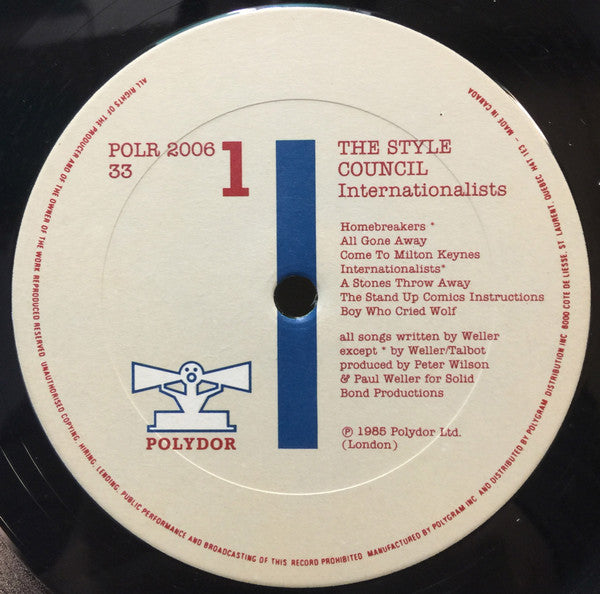 POLR 2006
33
1
THE STYLE
COUNCIL
Internationalists
Homebreakers *
All Gone Away
Come To Milton Keynes
Internationalists*
A Stones Throw Away
The Stand Up Comics Instructions
Boy Who Cried Wolf
all songs written by Weller
except * by Weller/Talbot
produced by Peter Wilson
& Paul Weller for Solid
Bond Productions
℗ 1985 Polydor Ltd.
(London)
POLYDOR
ALL RIGHTS OF THE PRODUCER AND OF THE OWNER OF THE WORK REPRODUCED RESERVED. UNAUTHORISED COPYING, HIRING, LENDING, PUBLIC PERFORMANCE AND BROADCASTING OF THIS RECORD PROHIBITED. MANUFACTURED BY POLYGRAM INC. AND DISTRIBUTED BY POLYGRAM DISTRIBUTION INC 6000 COTE DE LIESSE, ST LAURENT, QUEBEC H4T 1E3 - MADE IN CANADA